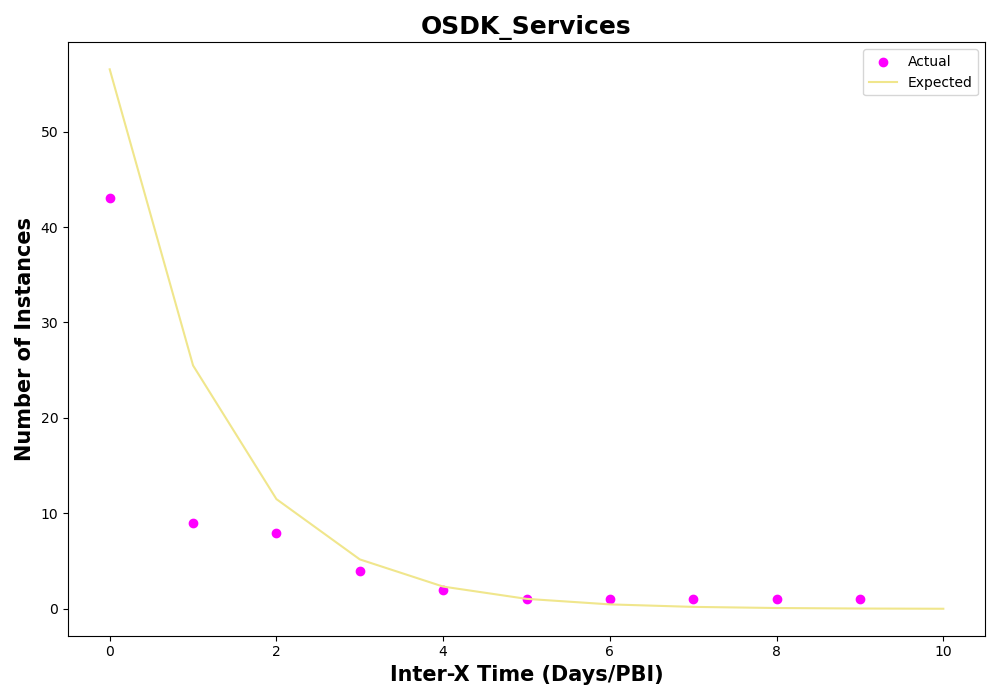 OSDK_Services
Actual
Expected
Number of Instances
50
40
30
20
10
0
0 2 4 6 8 10
Inter-X Time (Days/PBI)